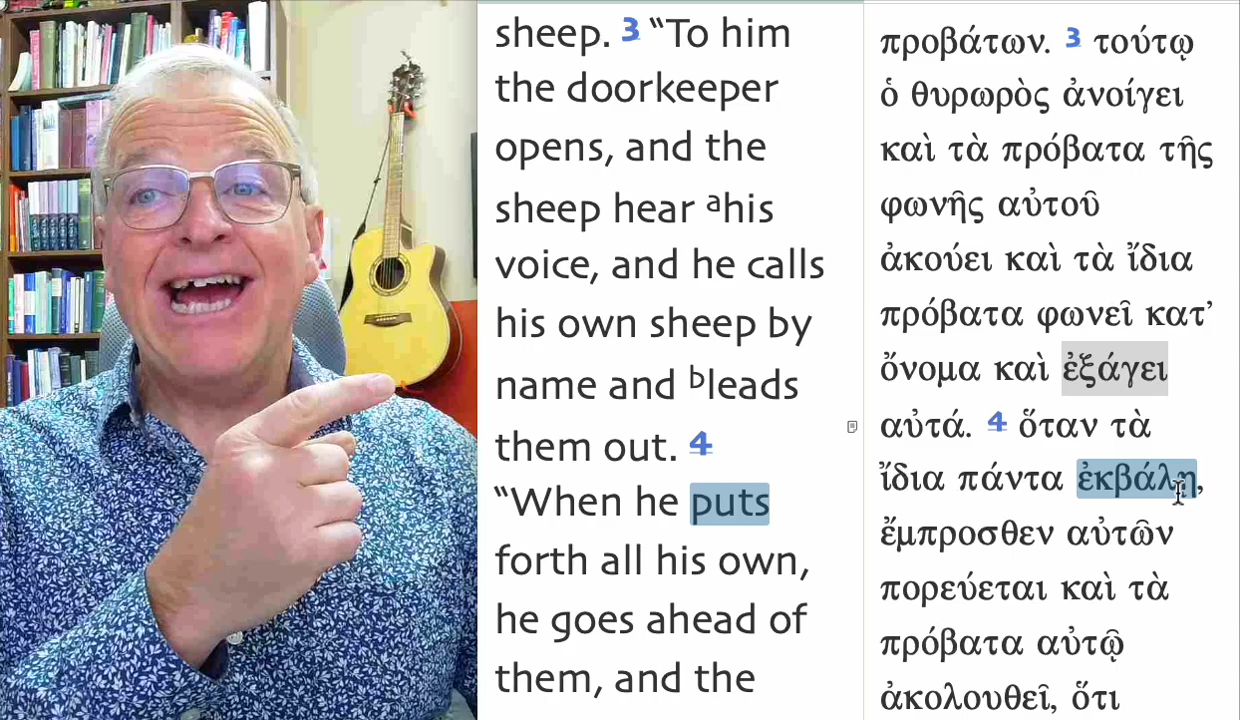 sheep. 3 “To him
the doorkeeper
opens, and the
sheep hear ahis
voice, and he calls
his own sheep by
name and bleads
them out. 4
“When he puts
forth all his own,
he goes ahead of
them, and the
προβάτων. 3 τούτῳ
ὁ θυρωρὸς ἀνοίγει
καὶ τὰ πρόβατα τῆς
φωνῆς αὐτοῦ
ἀκούει καὶ τὰ ἴδια
πρόβατα φωνεῖ κατ’
ὄνομα καὶ ἐξάγει
αὐτά. 4 ὅταν τὰ
ἴδια πάντα ἐκβάλῃ,
ἔμπροσθεν αὐτῶν
πορεύεται καὶ τὰ
πρόβατα αὐτῷ
ἀκολουθεῖ, ὅτι